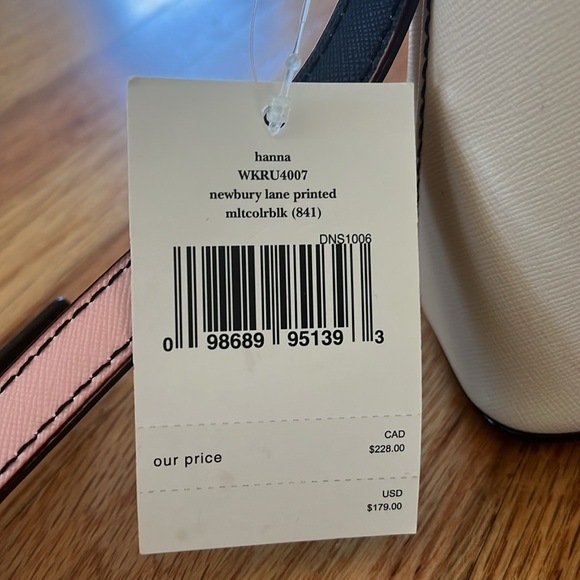 hanna
WKRU4007
newbury lane printed
mltcolrblk (841)
DNS1006
0 98689 95139 3
CAD
our price $228.00
USD
$179.00